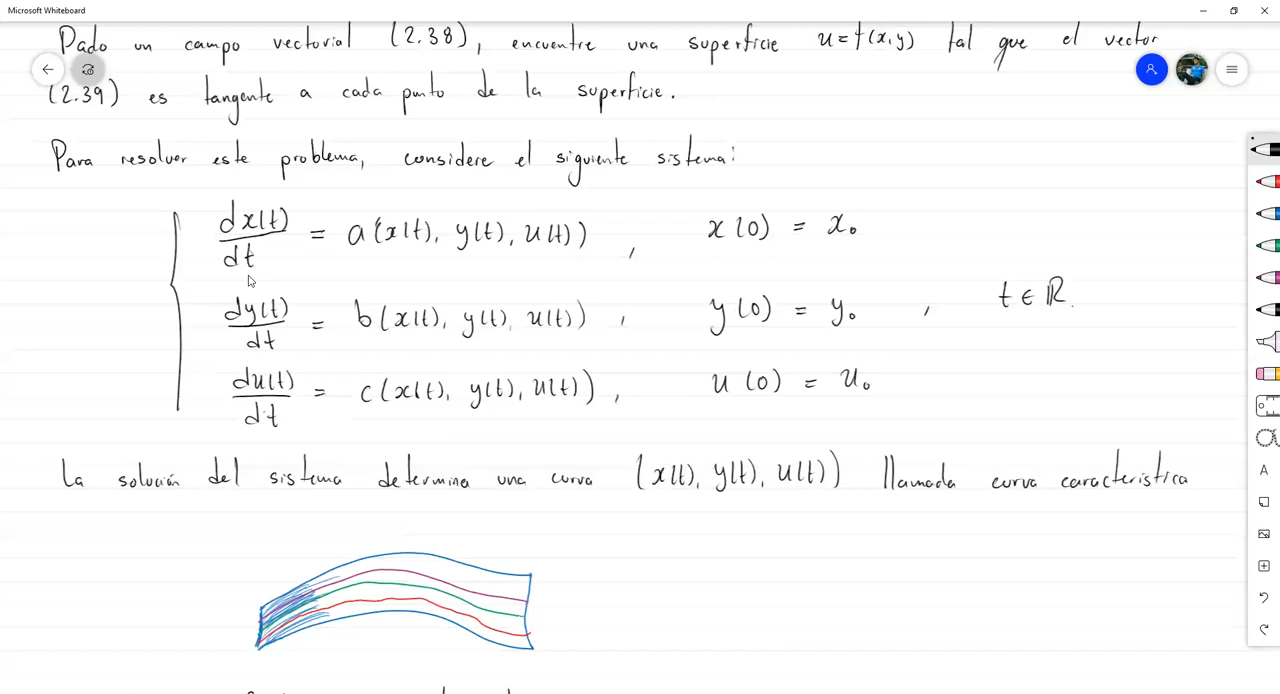 Microsoft Whiteboard
Dado un campo vectorial (2.38), encuentre una superficie u=f(x,y) tal que el vector
(2.39) es tangente a cada punto de la superficie.
Para resolver este problema, considere el siguiente sistema:
dx(t)/dt = a(x(t), y(t), u(t)) , x(0) = x₀
dy(t)/dt = b(x(t), y(t), u(t)) , y(0) = y₀ , t ∈ ℝ.
du(t)/dt = c(x(t), y(t), u(t)) , u(0) = u₀
La solución del sistema determina una curva (x(t), y(t), u(t)) llamada curva característica